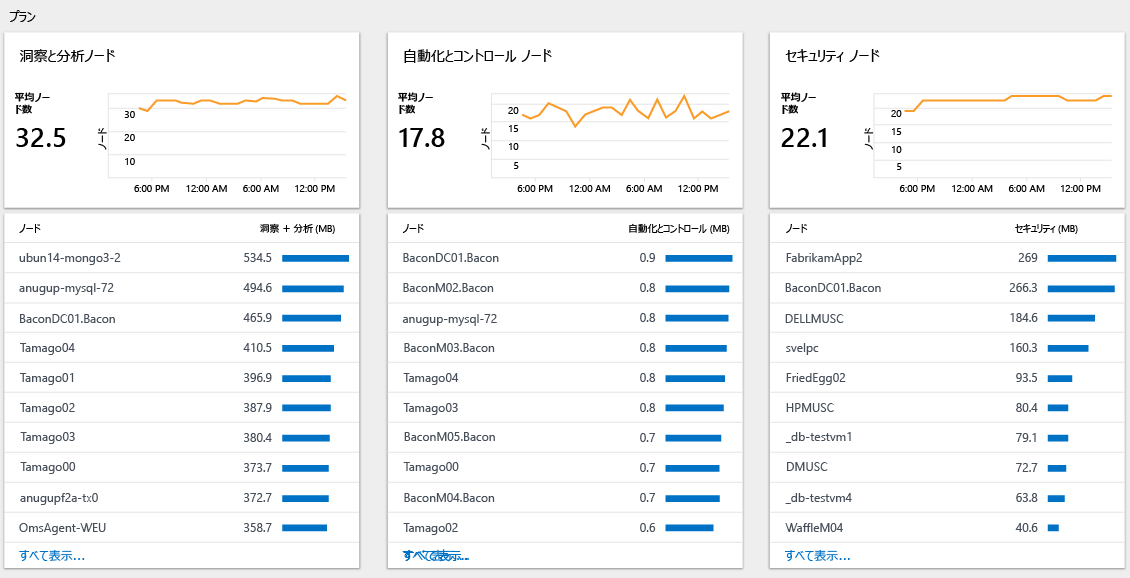 プラン
洞察と分析ノード
平均ノー
ド数
32.5
ノード
30
20
10
6:00 PM 12:00 AM 6:00 AM 12:00 PM
ノード 洞察 + 分析 (MB)
ubun14-mongo3-2 534.5
anugup-mysql-72 494.6
BaconDC01.Bacon 465.9
Tamago04 410.5
Tamago01 396.9
Tamago02 387.9
Tamago03 380.4
Tamago00 373.7
anugupf2a-tx0 372.7
OmsAgent-WEU 358.7
すべて表示...
自動化とコントロール ノード
平均ノー
ド数
17.8
ノード
20
15
10
5
6:00 PM 12:00 AM 6:00 AM 12:00 PM
ノード 自動化とコントロール (MB)
BaconDC01.Bacon 0.9
BaconM02.Bacon 0.8
anugup-mysql-72 0.8
BaconM03.Bacon 0.8
Tamago04 0.8
Tamago03 0.8
BaconM05.Bacon 0.7
Tamago00 0.7
BaconM04.Bacon 0.7
Tamago02 0.6
すべて表示...
セキュリティ ノード
平均ノー
ド数
22.1
ノード
20
15
10
5
6:00 PM 12:00 AM 6:00 AM 12:00 PM
ノード セキュリティ (MB)
FabrikamApp2 269
BaconDC01.Bacon 266.3
DELLMUSC 184.6
svelpc 160.3
FriedEgg02 93.5
HPMUSC 80.4
_db-testvm1 79.1
DMUSC 72.7
_db-testvm4 63.8
WaffleM04 40.6
すべて表示...